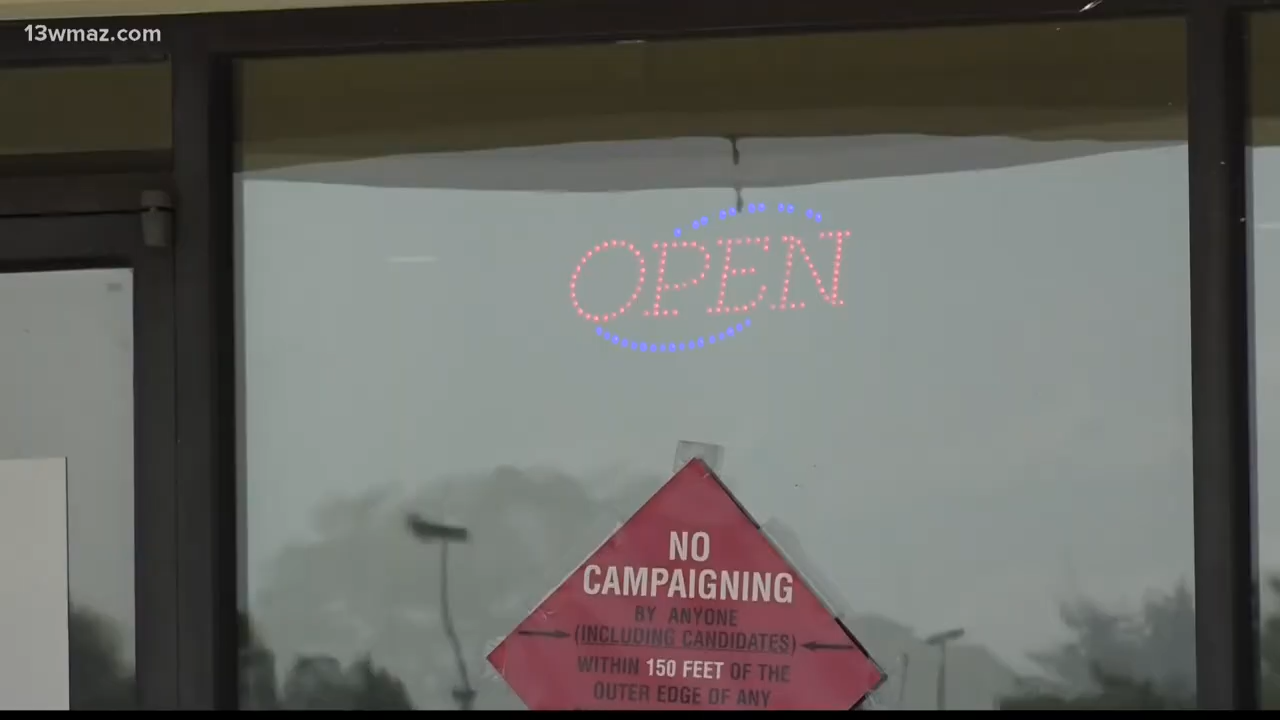 13wmaz.com
OPEN
NO
CAMPAIGNING
BY ANYONE
(INCLUDING CANDIDATES)
WITHIN 150 FEET OF THE
OUTER EDGE OF ANY